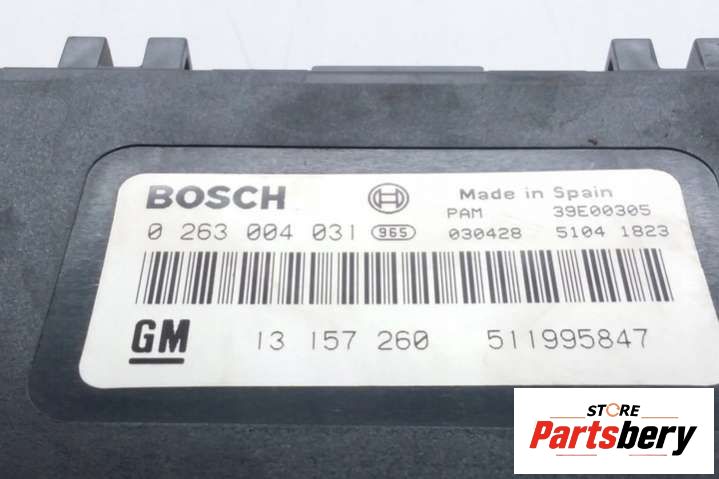 BOSCH Made in Spain
PAM 39E00305
0 263 004 031 965 030428 5104 1823
GM 13 157 260 511995847
STORE
Partsbery